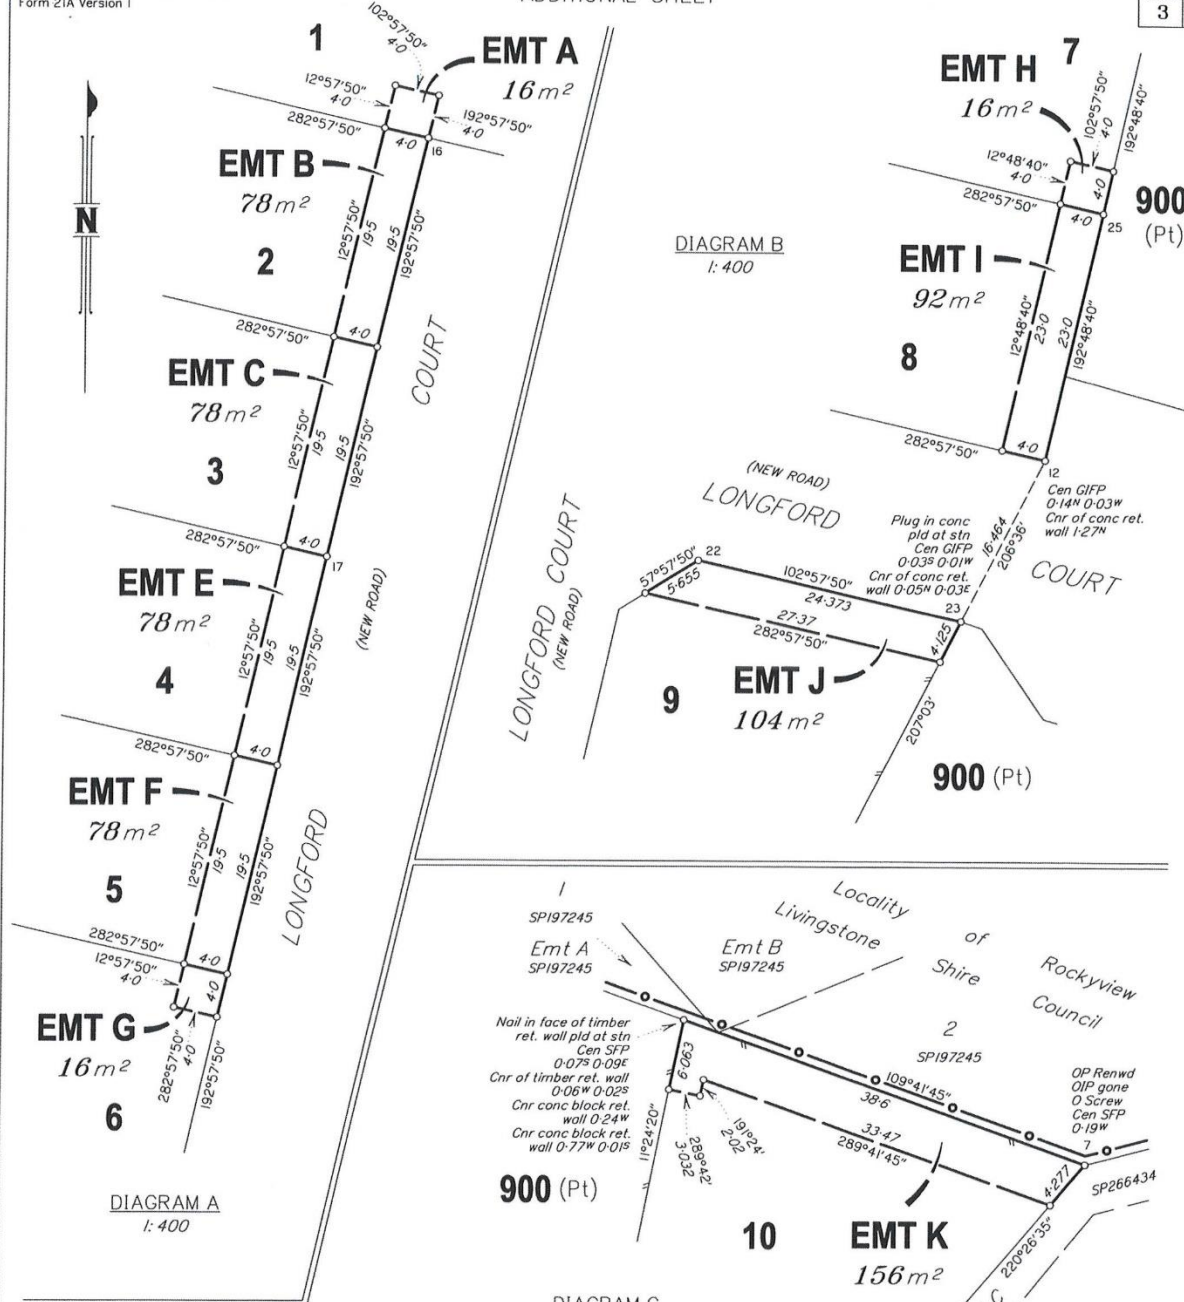 Form 21A Version 1
ADDITIONAL SHEET
3
1
102°57'50"
4·0
EMT A
16m²
12°57'50"
4·0
192°57'50"
4·0
282°57'50"
4·0
16
EMT B
78m²
12°57'50"
19·5
19·5
192°57'50"
2
N
282°57'50"
4·0
EMT C
78m²
12°57'50"
19·5
19·5
192°57'50"
3
COURT
282°57'50"
4·0
17
EMT E
78m²
12°57'50"
19·5
19·5
192°57'50"
4
(NEW ROAD)
282°57'50"
4·0
EMT F
78m²
12°57'50"
19·5
19·5
192°57'50"
5
LONGFORD
282°57'50"
4·0
12°57'50"
4·0
4·0
EMT G
16m²
282°57'50"
4·0
192°57'50"
6
DIAGRAM A
1:400
EMT H
16m²
7
102°57'50"
4·0
192°48'40"
12°48'40"
4·0
4·0
282°57'50"
4·0
25
900
(Pt)
DIAGRAM B
1:400
EMT I
92m²
12°48'40"
23·0
23·0
192°48'40"
8
282°57'50"
4·0
12
Cen GIFP
0·14N 0·03W
Cnr of conc ret.
wall 1·27N
(NEW ROAD)
LONGFORD
COURT
Plug in conc
pld at stn
Cen GIFP
0·03S 0·01W
Cnr of conc ret.
wall 0·05N 0·03E
16·464
206°36'
LONGFORD COURT
(NEW ROAD)
57°57'50"
5·655
22
102°57'50"
24·373
23
27·37
282°57'50"
4·125
9
EMT J
104m²
207°03'
900 (Pt)
1
SP197245
Emt A
SP197245
Emt B
SP197245
Locality
Livingstone
of
Shire
Rockyview
Council
2
SP197245
Nail in face of timber
ret. wall pld at stn
Cen SFP
0·07S 0·09E
Cnr of timber ret. wall
0·06W 0·02S
Cnr conc block ret.
wall 0·24W
Cnr conc block ret.
wall 0·77W 0·01S
6·063
109°41'45"
38·6
OP Renwd
OIP gone
O Screw
Cen SFP
0·19W
7
33·47
289°41'45"
191°24'
2·02
289°42'
3·032
11°24'20"
4·277
SP266434
900 (Pt)
10
EMT K
156m²
220°26'35"
C
DIAGRAM C